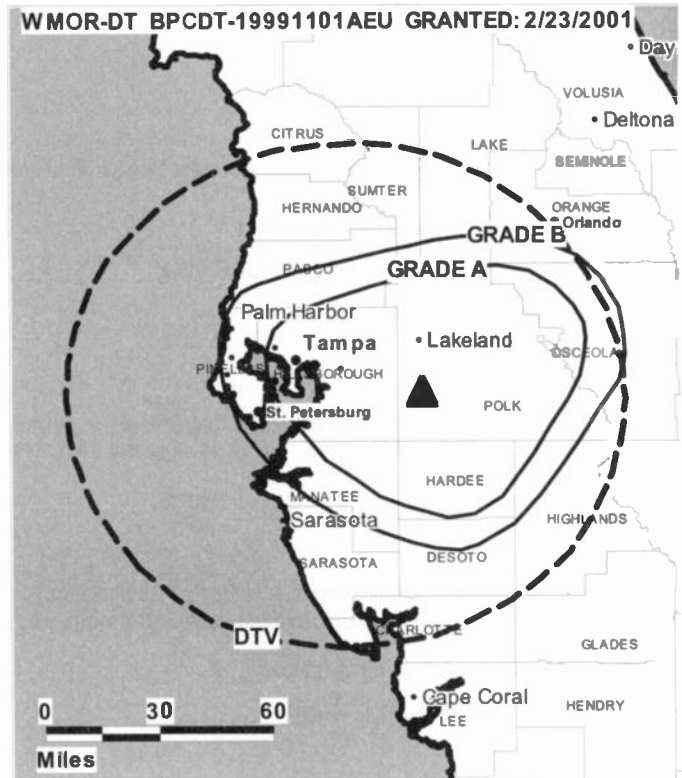 WMOR-DT BPCDT-19991101AEU GRANTED: 2/23/2001
Day
VOLUSIA
Deltona
CITRUS
LAKE
SEMINOLE
SUMTER
HERNANDO
ORANGE
Orlando
GRADE B
PASCO
GRADE A
Palm Harbor
Tampa
Lakeland
OSCEOLA
PINELLAS
HILLSBOROUGH
POLK
St. Petersburg
HARDEE
MANATEE
Sarasota
HIGHLANDS
SARASOTA
DESOTO
DTV
CHARLOTTE
GLADES
Cape Coral
HENDRY
LEE
0 30 60
Miles